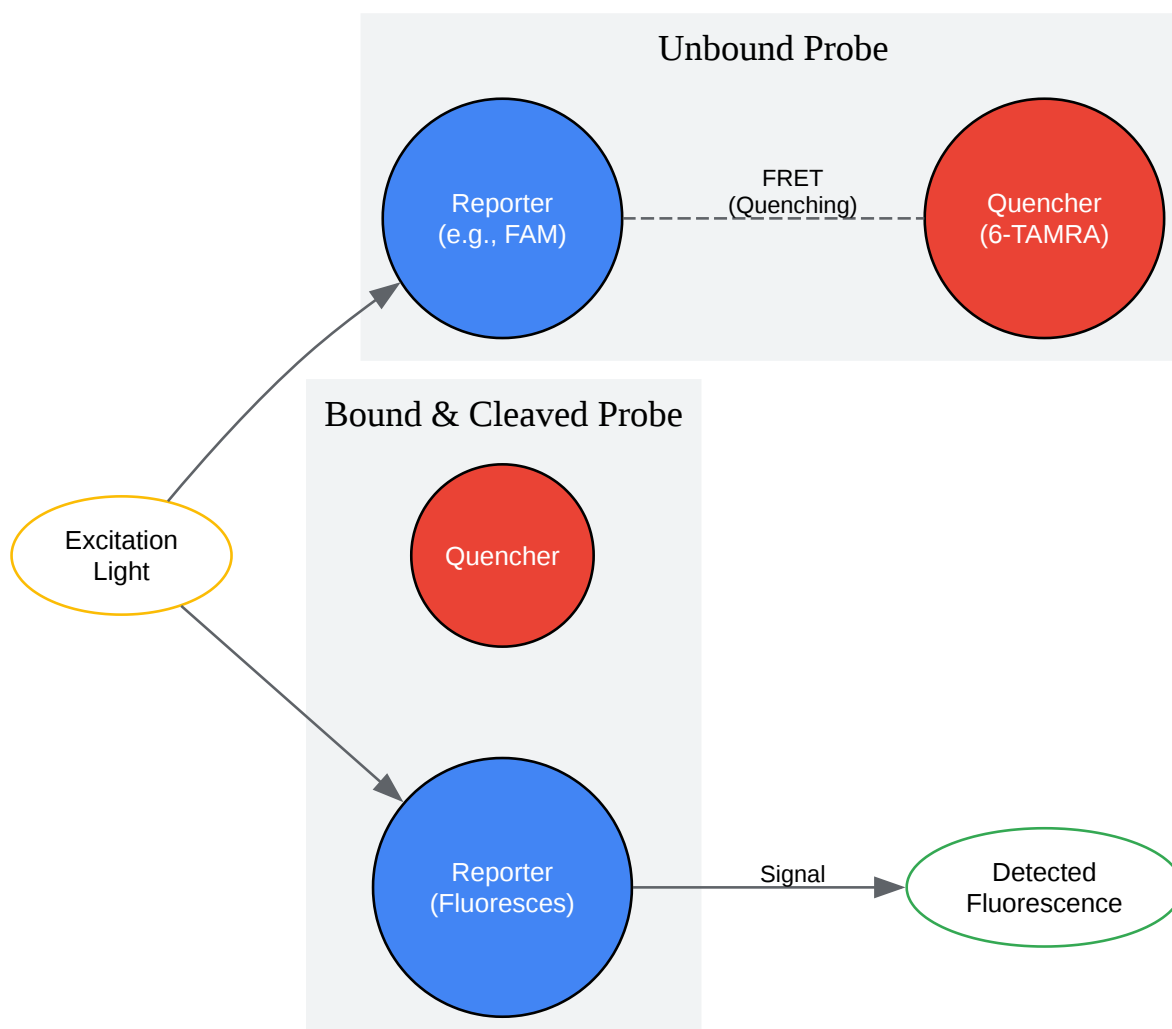 Unbound Probe
Reporter
(e.g., FAM)
FRET
(Quenching)
Quencher
(6-TAMRA)
Bound & Cleaved Probe
Excitation
Light
Quencher
Reporter
(Fluoresces)
Signal
Detected
Fluorescence